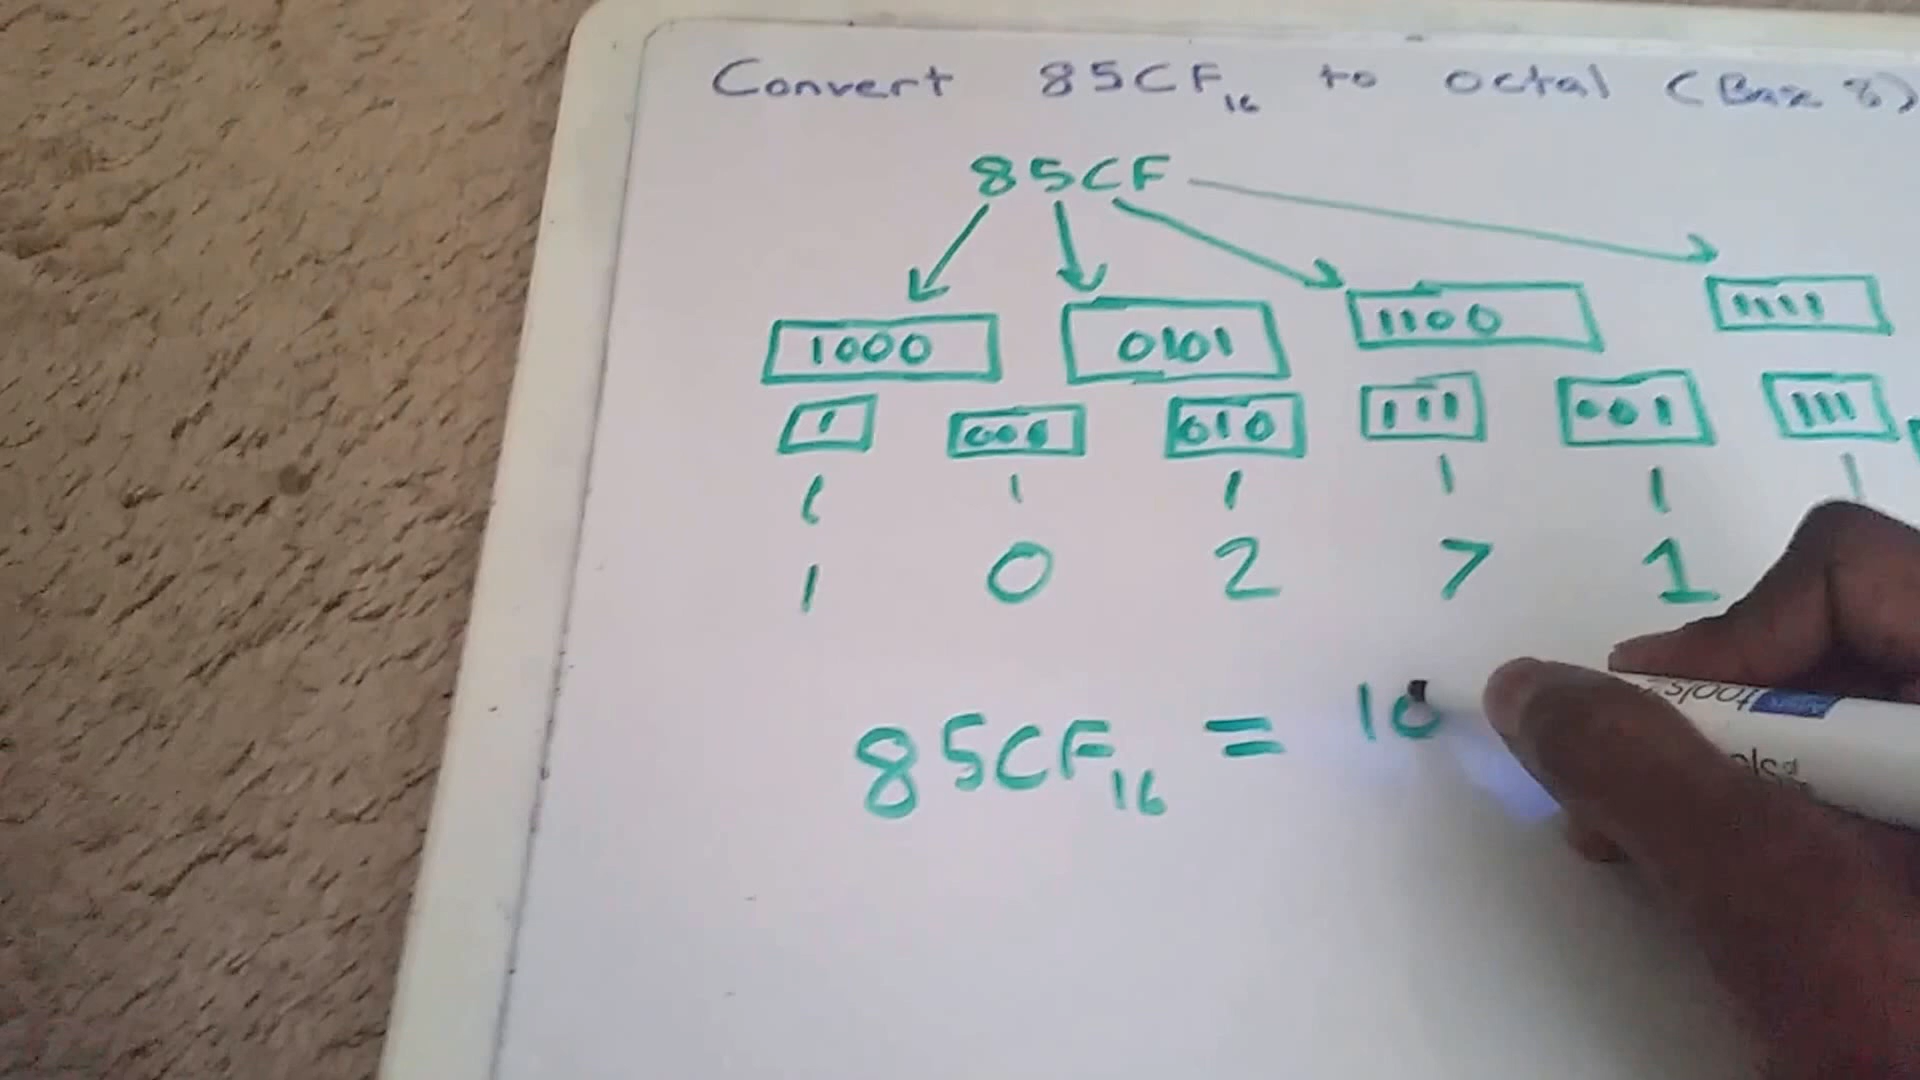 Convert 85CF16 to octal (Base 8)
85CF
1000 0101 1100 1111
1 000 010 111 001 111
1 0 2 7 1
85CF16 = 10